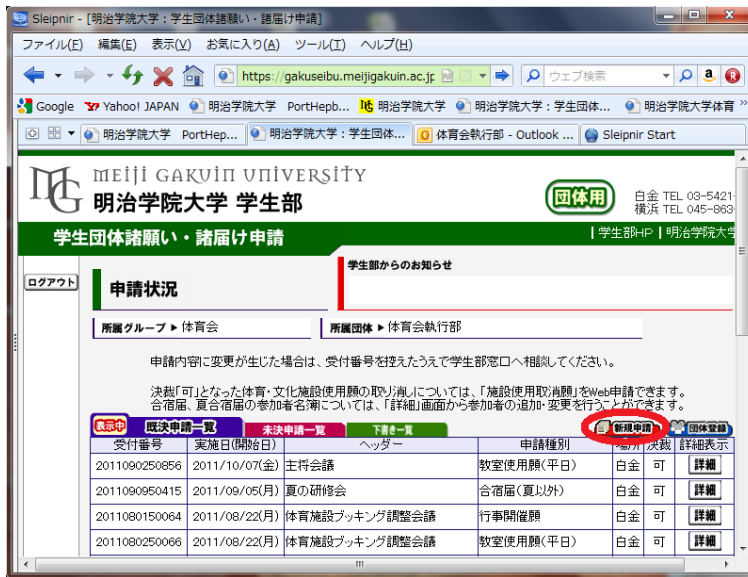 Sleipnir - [明治学院大学：学生団体諸願い・諸届け申請]
ファイル(F) 編集(E) 表示(V) お気に入り(A) ツール(T) ヘルプ(H)
https://gakuseibu.meijigakuin.ac.jp ウェブ検索
Google Yahoo! JAPAN 明治学院大学 PortHepb... 明治学院大学 明治学院大学：学生団体... 明治学院大学体育
明治学院大学 PortHep... 明治学院大学：学生団体... 体育会執行部 - Outlook ... Sleipnir Start
MG MEIJI GAKUIN UNIVERSITY
明治学院大学 学生部
団体用
白金 TEL 03-5421-
横浜 TEL 045-863-
学生団体諸願い・諸届け申請
| 学生部HP | 明治学院大学
ログアウト
申請状況
学生部からのお知らせ
所属グループ ▶ 体育会
所属団体 ▶ 体育会執行部
申請内容に変更が生じた場合は、受付番号を控えたうえで学生部窓口へ相談してください。
決裁「可」となった体育・文化施設使用願の取り消しについては、「施設使用取消願」をWeb申請できます。
合宿届、夏合宿届の参加者名簿については、「詳細」画面から参加者の追加・変更を行うことができます。
表示中 既決申請一覧 未決申請一覧 下書き一覧 新規申請 団体登録
受付番号 実施日(開始日) ヘッダー 申請種別 場所 決裁 詳細表示
2011090250856 2011/10/07(金) 主将会議 教室使用願(平日) 白金 可 詳細
2011090950415 2011/09/05(月) 夏の研修会 合宿届(夏以外) 白金 可 詳細
2011080150064 2011/08/22(月) 体育施設ブッキング調整会議 行事開催願 白金 可 詳細
2011080250066 2011/08/22(月) 体育施設ブッキング調整会議 教室使用願(平日) 白金 可 詳細